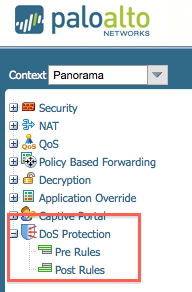 paloalto
NETWORKS
Context Panorama
Security
NAT
QoS
Policy Based Forwarding
Decryption
Application Override
Captive Portal
DoS Protection
Pre Rules
Post Rules